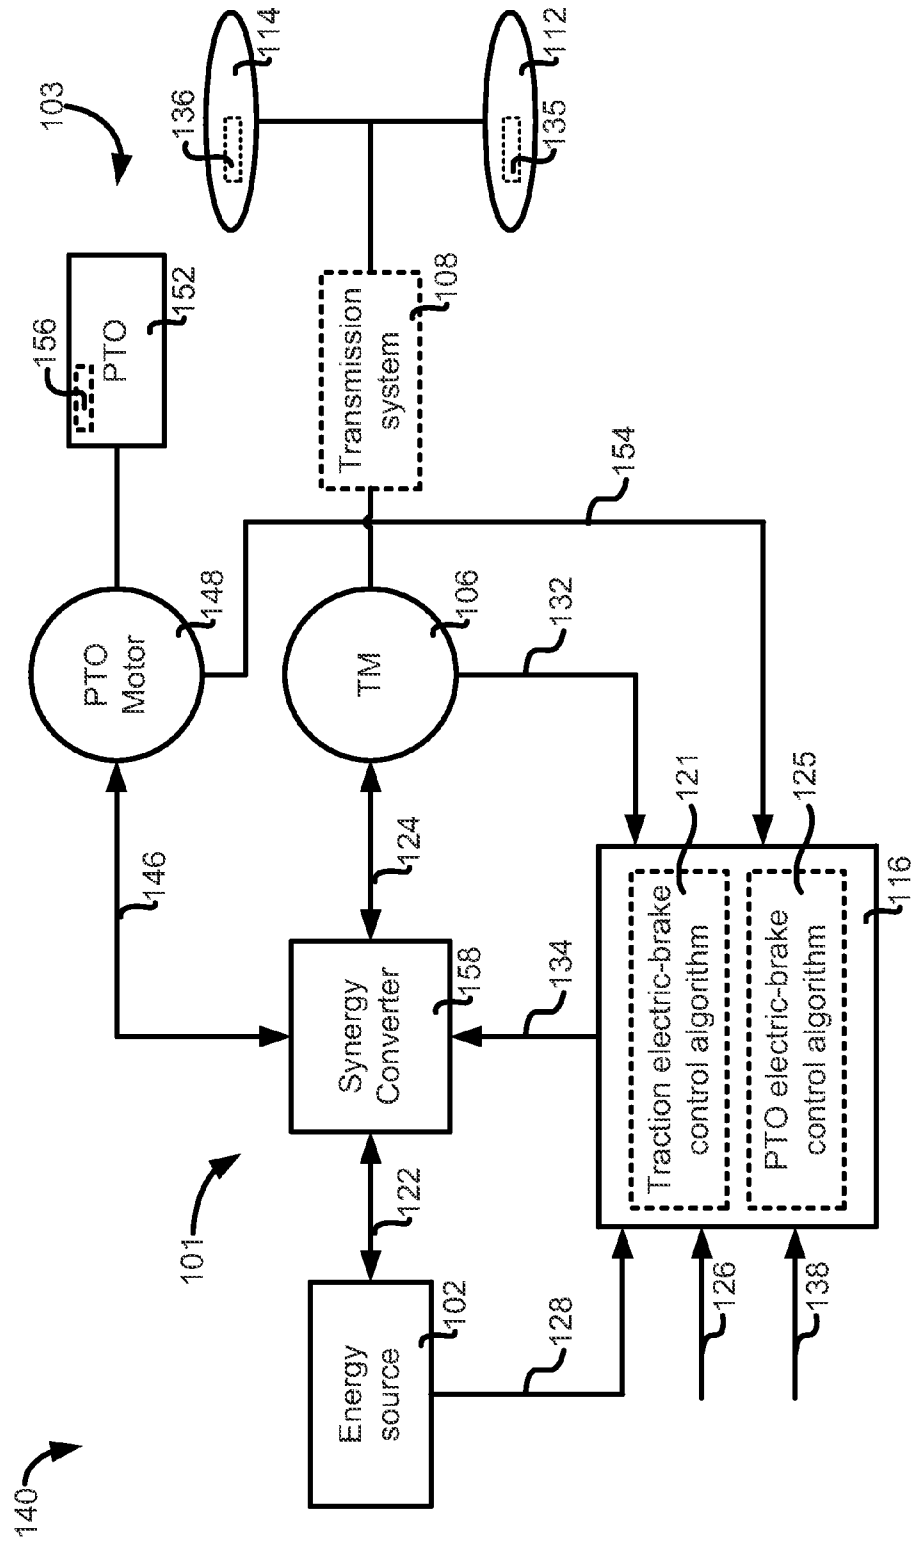 140
101
103
Energy
source
102
122
Synergy
Converter
158
146
124
PTO
Motor
148
TM
106
156
PTO
152
Transmission
system
108
136
114
135
112
128
134
132
154
126
138
Traction electric-brake
control algorithm
121
PTO electric-brake
control algorithm
125
116